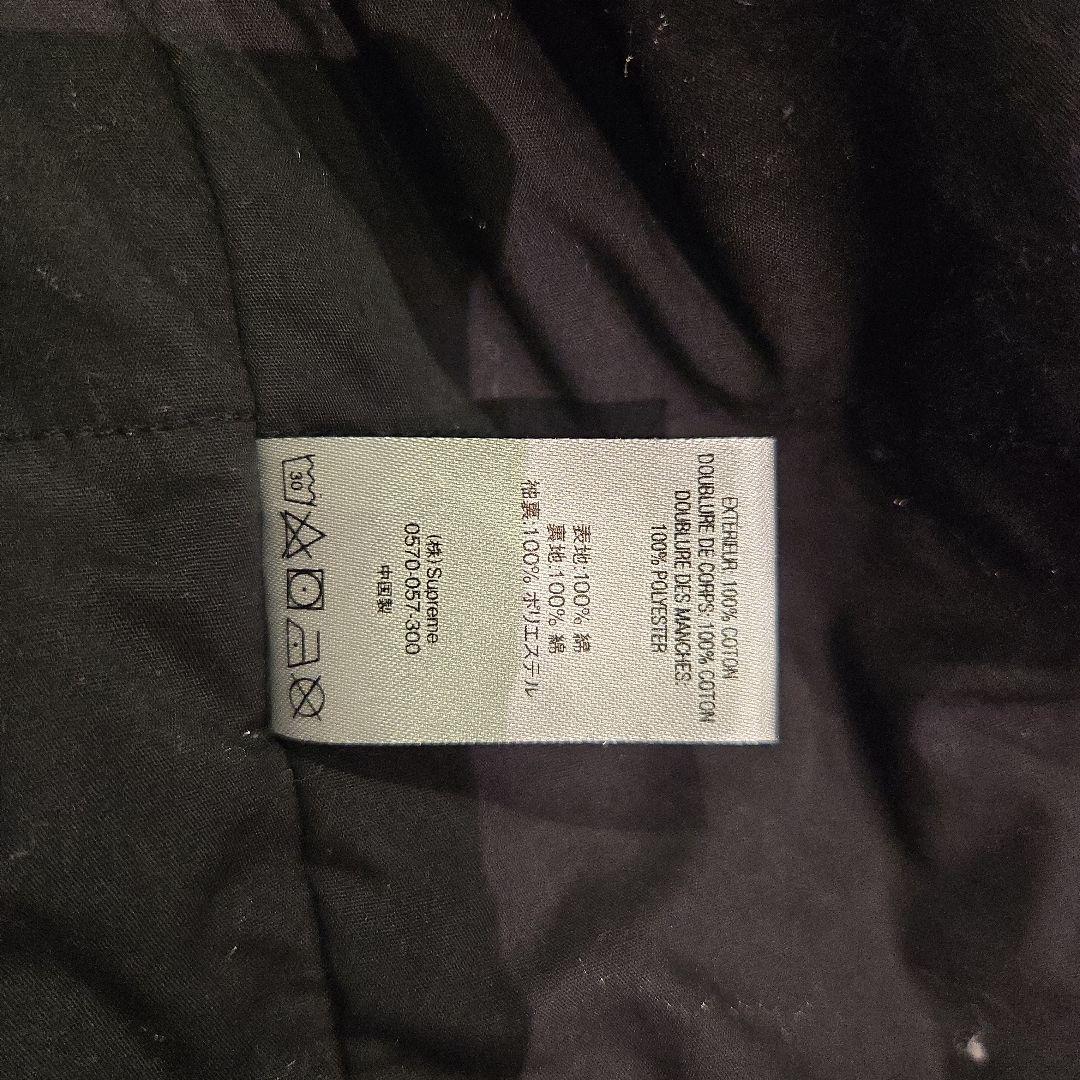 EXTERIEUR: 100% COTON
DOUBLURE DE CORPS: 100% COTON
DOUBLURE DES MANCHES:
100% POLYESTER
表地:100% 綿
裏地:100% 綿
袖裏:100% ポリエステル
(株)Supreme
0570-057-300
中国製
30